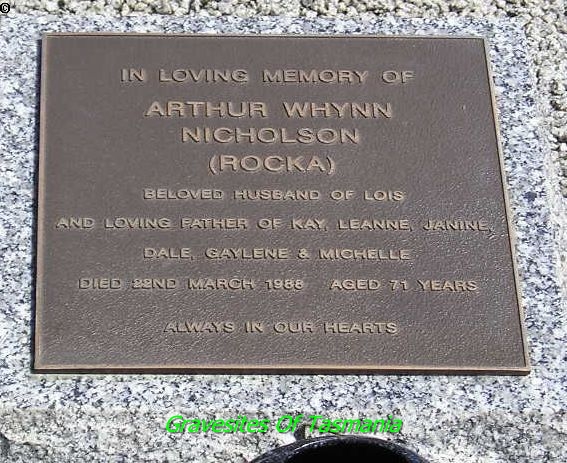 ©
IN LOVING MEMORY OF
ARTHUR WHYNN
NICHOLSON
(ROCKA)
BELOVED HUSBAND OF LOIS
AND LOVING FATHER OF KAY, LEANNE, JANINE,
DALE, GAYLENE & MICHELLE
DIED 22ND MARCH 1988 AGED 71 YEARS
ALWAYS IN OUR HEARTS
Gravesites Of Tasmania